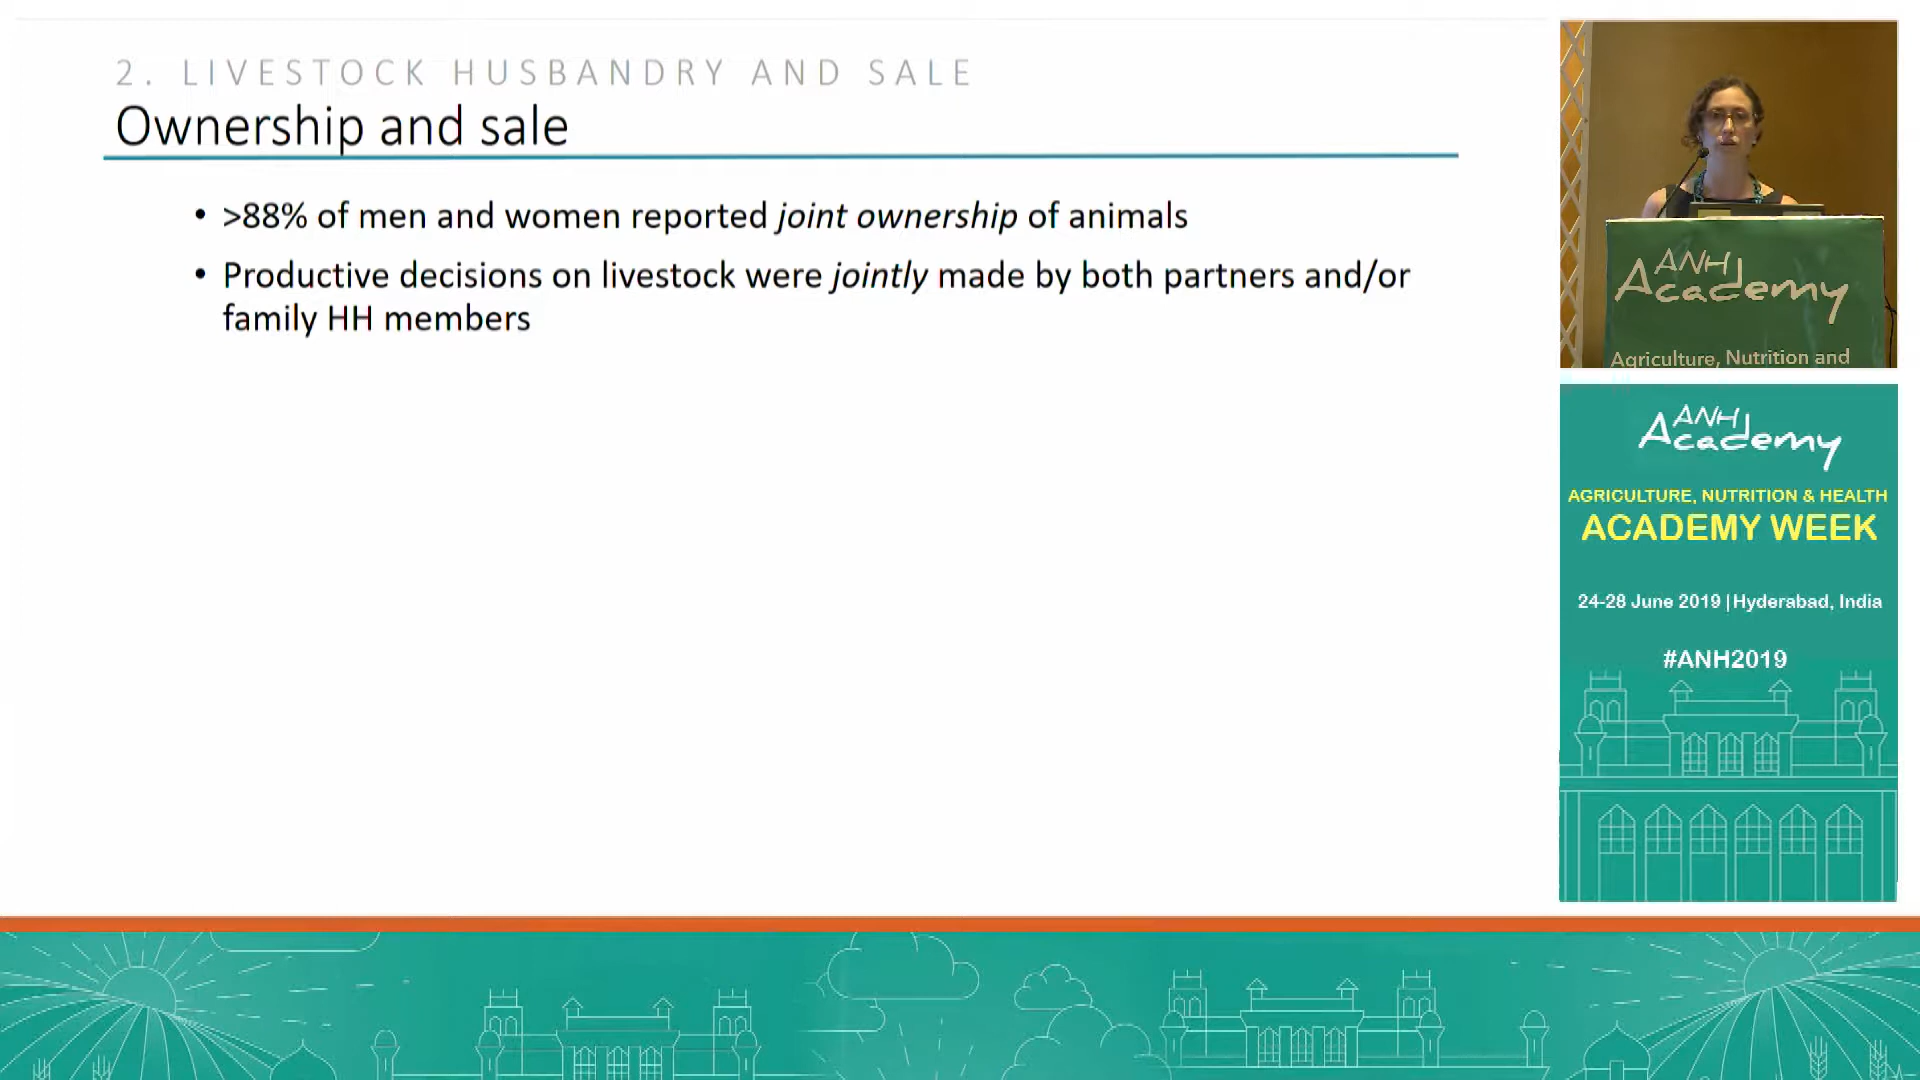 2. LIVESTOCK HUSBANDRY AND SALE
Ownership and sale
• >88% of men and women reported joint ownership of animals
• Productive decisions on livestock were jointly made by both partners and/or
family HH members
ANH
Academy
Agriculture, Nutrition and
ANH
Academy
AGRICULTURE, NUTRITION & HEALTH
ACADEMY WEEK
24-28 June 2019 | Hyderabad, India
#ANH2019